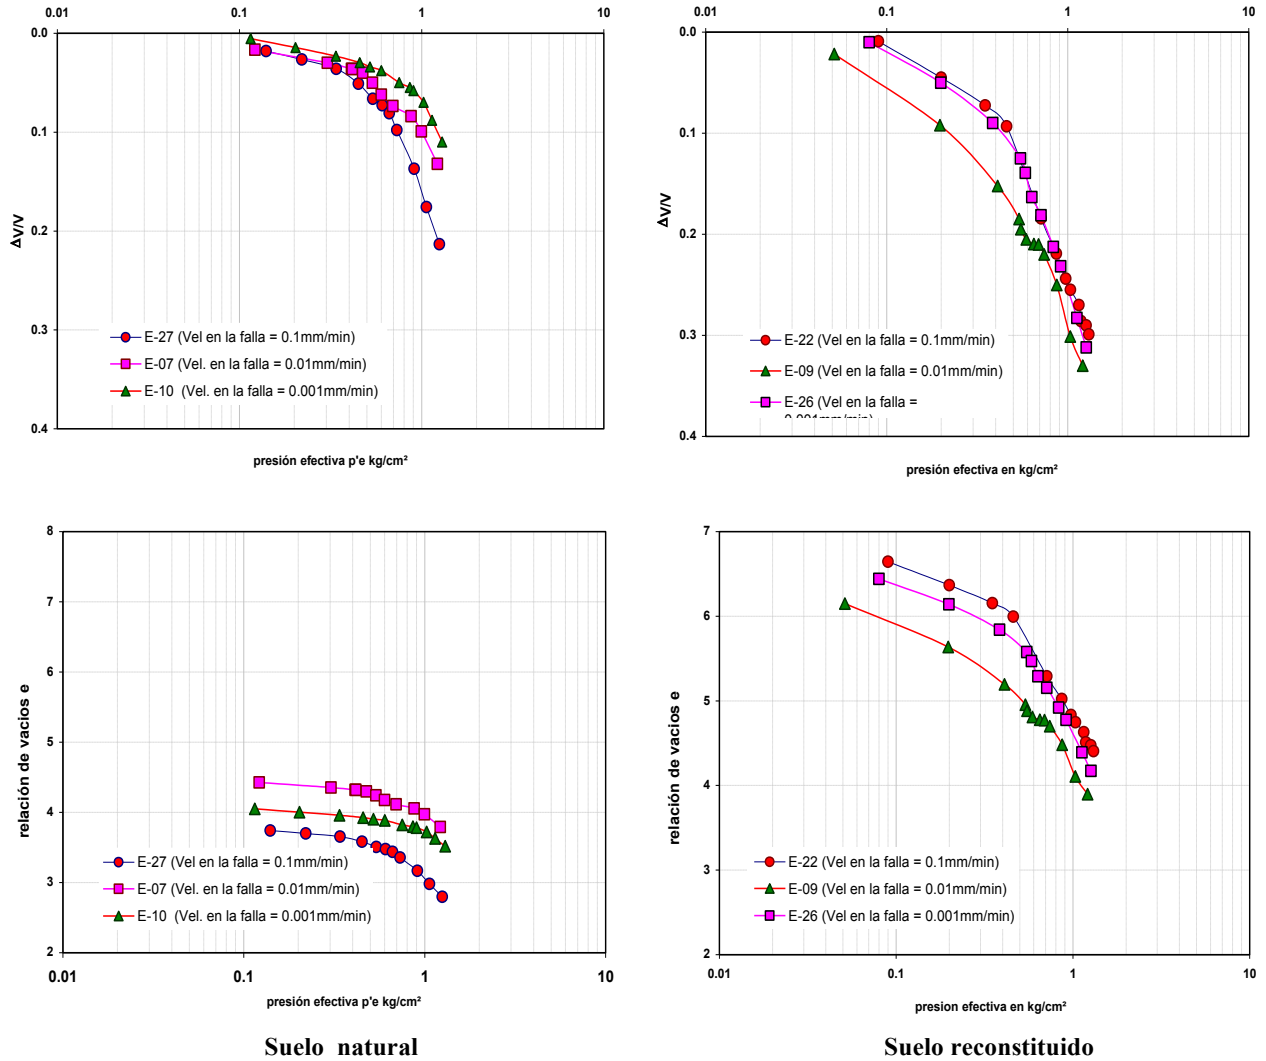 0.01 0.1 1 10
0.0
0.1
0.2
0.3
0.4
ΔV/V
E-27 (Vel en la falla = 0.1mm/min)
E-07 (Vel. en la falla = 0.01mm/min)
E-10 (Vel. en la falla = 0.001mm/min)
presión efectiva p'e kg/cm²
0.01 0.1 1 10
0.0
0.1
0.2
0.3
0.4
ΔV/V
E-22 (Vel en la falla = 0.1mm/min)
E-09 (Vel en la falla = 0.01mm/min)
E-26 (Vel en la falla =
0.001mm/min)
presión efectiva en kg/cm²
8
7
6
5
4
3
2
relación de vacios e
E-27 (Vel en la falla = 0.1mm/min)
E-07 (Vel. en la falla = 0.01mm/min)
E-10 (Vel. en la falla = 0.001mm/min)
0.01 0.1 1 10
presión efectiva p'e kg/cm²
Suelo natural
7
6
5
4
3
2
relación de vacios e
E-22 (Vel en la falla = 0.1mm/min)
E-09 (Vel en la falla = 0.01mm/min)
E-26 (Vel en la falla = 0.001mm/min)
0.01 0.1 1 10
presion efectiva en kg/cm²
Suelo reconstituido